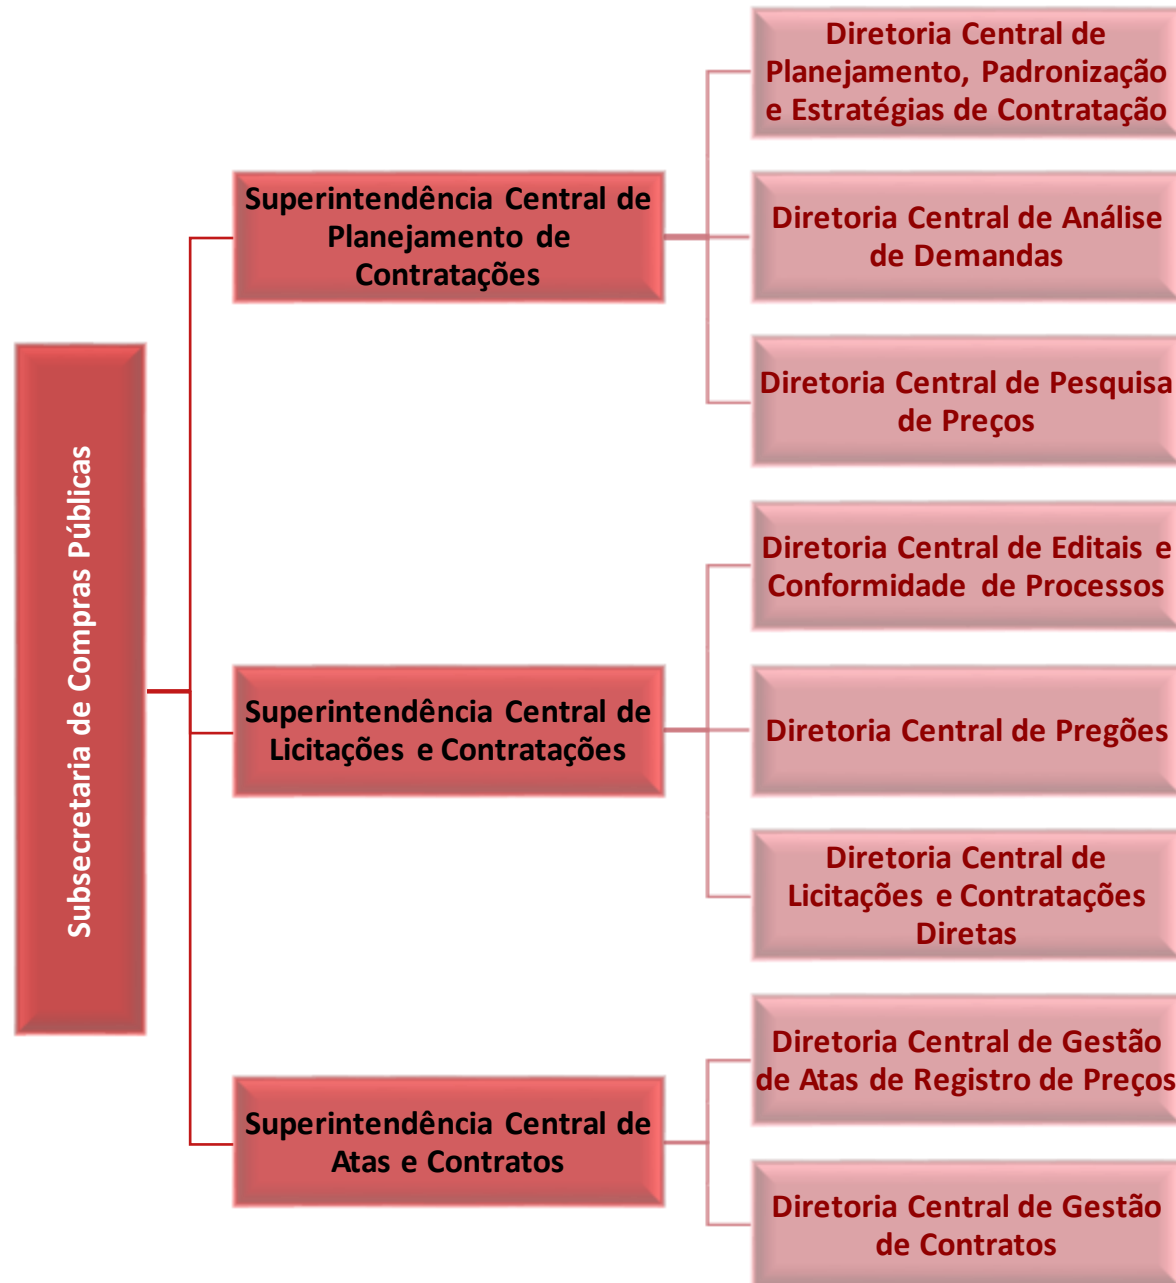 Subsecretaria de Compras Públicas
Superintendência Central de
Planejamento de
Contratações
Diretoria Central de
Planejamento, Padronização
e Estratégias de Contratação
Diretoria Central de Análise
de Demandas
Diretoria Central de Pesquisa
de Preços
Superintendência Central de
Licitações e Contratações
Diretoria Central de Editais e
Conformidade de Processos
Diretoria Central de Pregões
Diretoria Central de
Licitações e Contratações
Diretas
Superintendência Central de
Atas e Contratos
Diretoria Central de Gestão
de Atas de Registro de Preços
Diretoria Central de Gestão
de Contratos